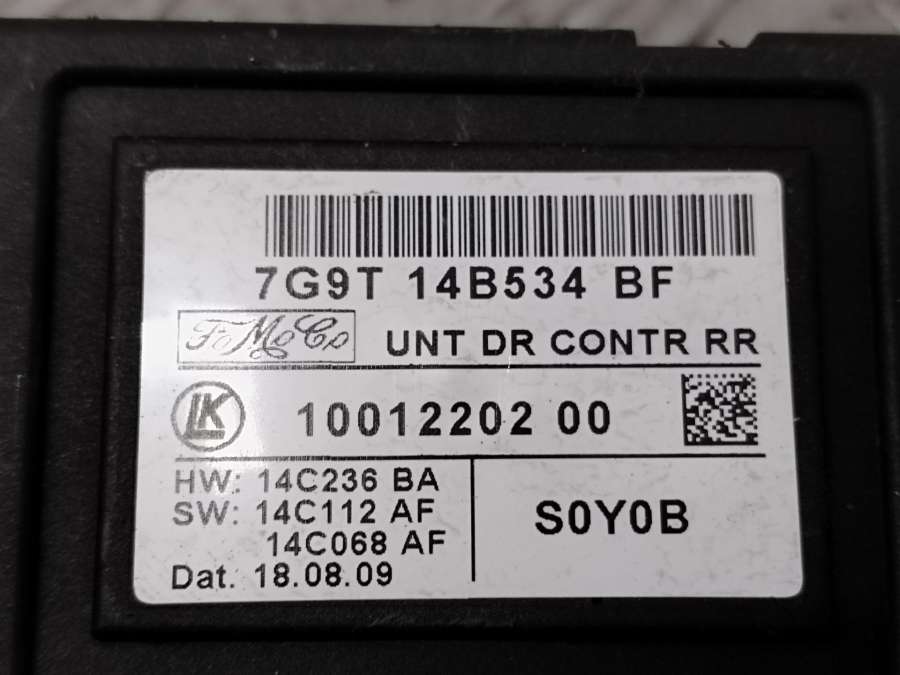 7G9T 14B534 BF
FoMoCo
UNT DR CONTR RR
LK
10012202 00
HW: 14C236 BA
SW: 14C112 AF
14C068 AF
Dat. 18.08.09
S0Y0B